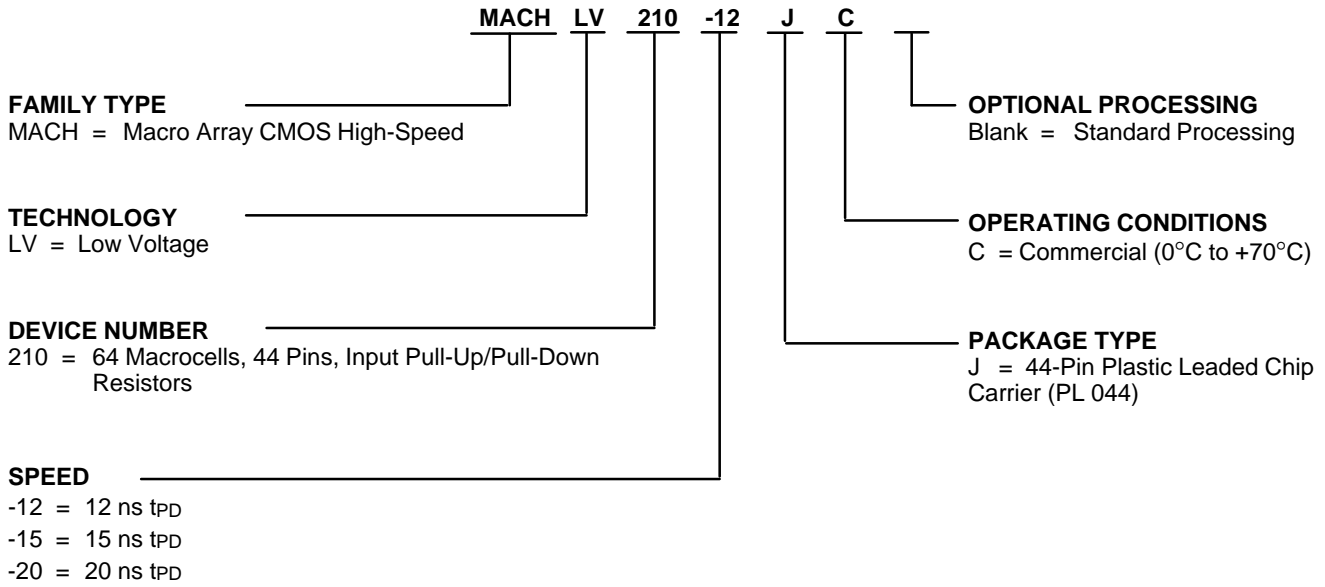 MACH LV 210 -12 J C
FAMILY TYPE
MACH = Macro Array CMOS High-Speed
TECHNOLOGY
LV = Low Voltage
DEVICE NUMBER
210 = 64 Macrocells, 44 Pins, Input Pull-Up/Pull-Down
Resistors
SPEED
-12 = 12 ns tPD
-15 = 15 ns tPD
-20 = 20 ns tPD
OPTIONAL PROCESSING
Blank = Standard Processing
OPERATING CONDITIONS
C = Commercial (0°C to +70°C)
PACKAGE TYPE
J = 44-Pin Plastic Leaded Chip
Carrier (PL 044)